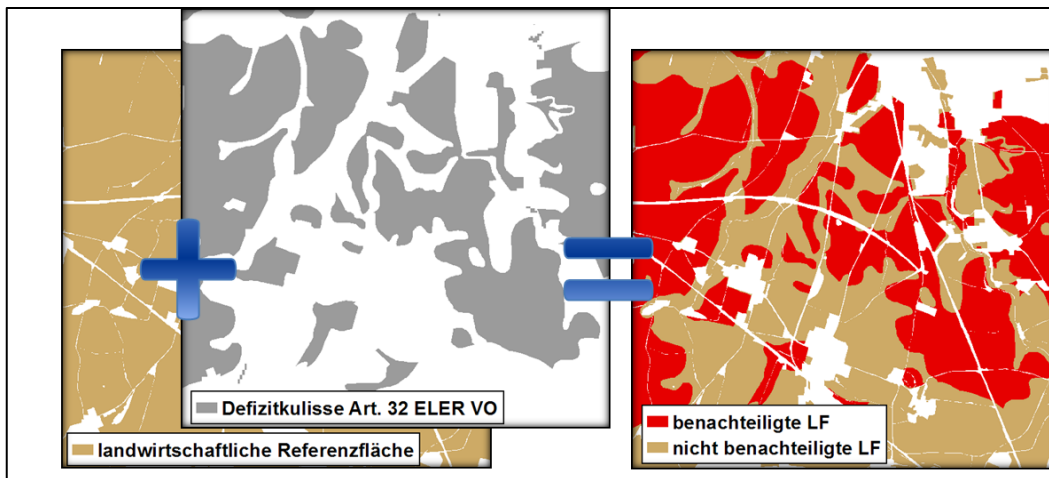 Defizitkulisse Art. 32 ELER VO
landwirtschaftliche Referenzfläche
benachteiligte LF
nicht benachteiligte LF